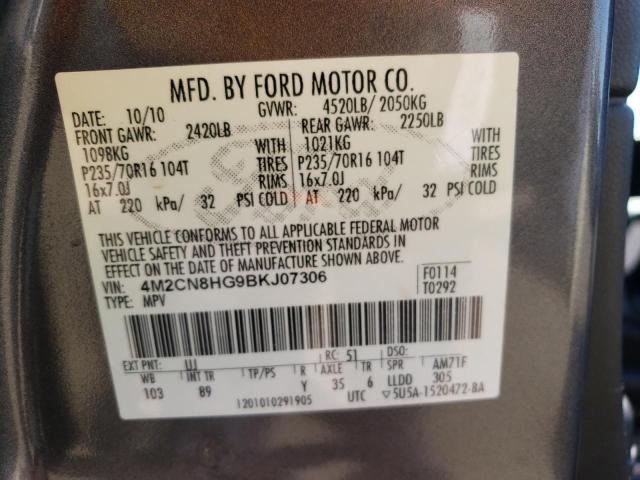 MFD. BY FORD MOTOR CO.
DATE: 10/10 GVWR: 4520LB/ 2050KG
FRONT GAWR: 2420LB REAR GAWR: 2250LB
1098KG WITH 1021KG WITH
P235/70R16 104T TIRES P235/70R16 104T TIRES
16x7.0J RIMS 16x7.0J RIMS
AT 220 kPa/ 32 PSI COLD AT 220 kPa/ 32 PSI COLD
THIS VEHICLE CONFORMS TO ALL APPLICABLE FEDERAL MOTOR
VEHICLE SAFETY AND THEFT PREVENTION STANDARDS IN
EFFECT ON THE DATE OF MANUFACTURE SHOWN ABOVE.
VIN: 4M2CN8HG9BKJ07306 F0114
TYPE: MPV T0292
EXT PNT: UJ RC: 51 DSO:
WB INT TR TP/PS R AXLE TR SPR AM71F
103 89 Y 35 6 LLDD 305
1201010291905 UTC ▽5U5A-1520472-BA